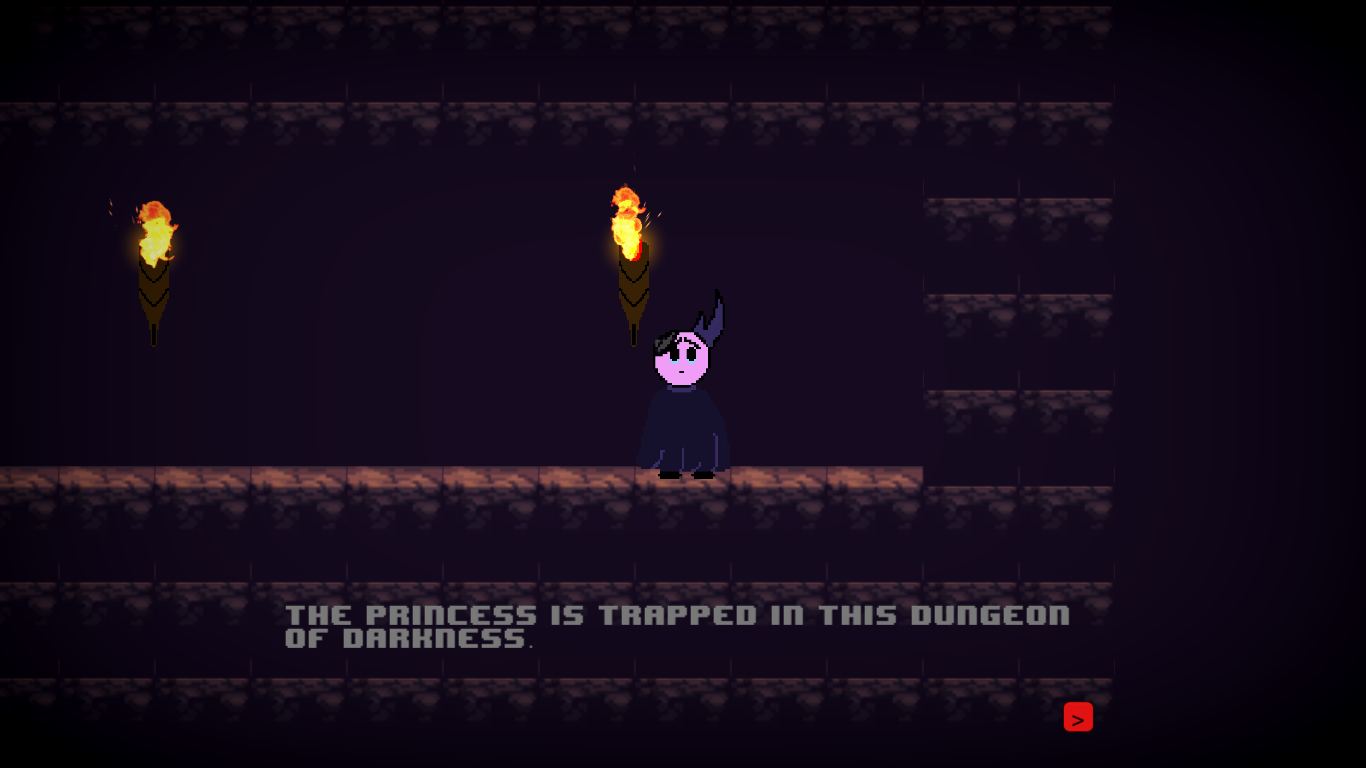 THE PRINCESS IS TRAPPED IN THIS DUNGEON
OF DARKNESS.
>